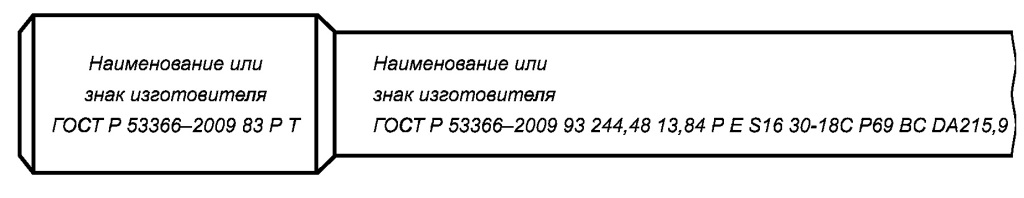 Наименование или
знак изготовителя
ГОСТ Р 53366–2009 83 Р Т
Наименование или
знак изготовителя
ГОСТ Р 53366–2009 93 244,48 13,84 Р Е S16 30-18С Р69 ВС DA215,9